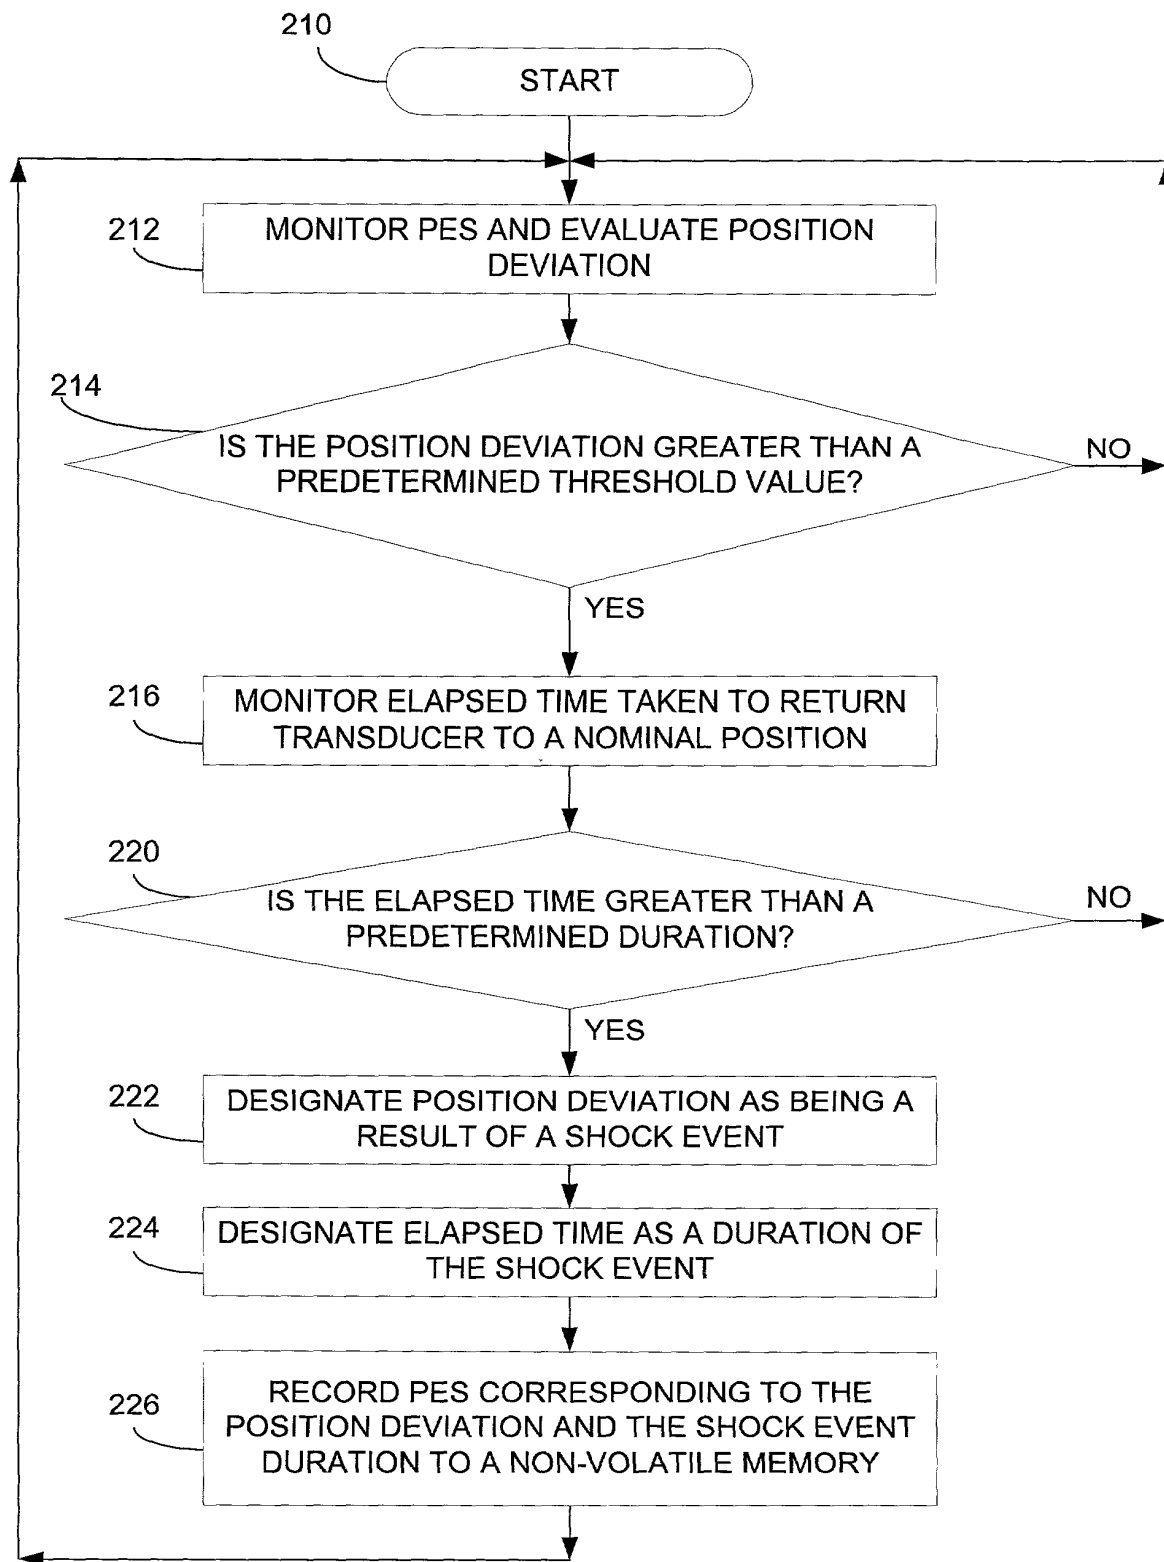 210
START
212
MONITOR PES AND EVALUATE POSITION
DEVIATION
214
IS THE POSITION DEVIATION GREATER THAN A
PREDETERMINED THRESHOLD VALUE?
NO
YES
216
MONITOR ELAPSED TIME TAKEN TO RETURN
TRANSDUCER TO A NOMINAL POSITION
220
IS THE ELAPSED TIME GREATER THAN A
PREDETERMINED DURATION?
NO
YES
222
DESIGNATE POSITION DEVIATION AS BEING A
RESULT OF A SHOCK EVENT
224
DESIGNATE ELAPSED TIME AS A DURATION OF
THE SHOCK EVENT
226
RECORD PES CORRESPONDING TO THE
POSITION DEVIATION AND THE SHOCK EVENT
DURATION TO A NON-VOLATILE MEMORY